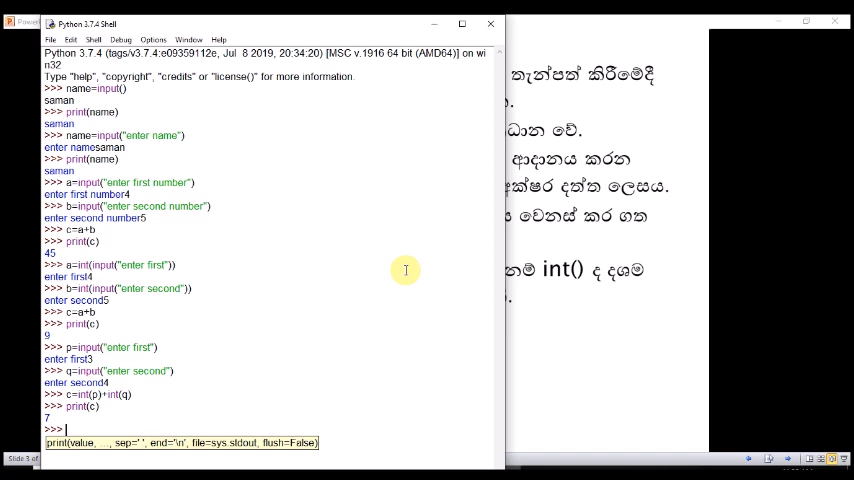 Power
Python 3.7.4 Shell
File Edit Shell Debug Options Window Help
Python 3.7.4 (tags/v3.7.4:e09359112e, Jul  8 2019, 20:34:20) [MSC v.1916 64 bit (AMD64)] on wi
n32
Type "help", "copyright", "credits" or "license()" for more information.
>>> name=input()
saman
>>> print(name)
saman
>>> name=input("enter name")
enter namesaman
>>> print(name)
saman
>>> a=input("enter first number")
enter first number4
>>> b=input("enter second number")
enter second number5
>>> c=a+b
>>> print(c)
45
>>> a=int(input("enter first"))
enter first4
>>> b=int(input("enter second"))
enter second5
>>> c=a+b
>>> print(c)
9
>>> p=input("enter first")
enter first3
>>> q=input("enter second")
enter second4
>>> c=int(p)+int(q)
>>> print(c)
7
>>>
print(value, ..., sep=' ', end='\n', file=sys.stdout, flush=False)
තැන්පත් කිරීමේදී
වේ.
ආදානය කරන
අක්ෂර දත්ත ලෙසය.
වෙනස් කර ගත
නම් int() ද දශම
Slide 3 of